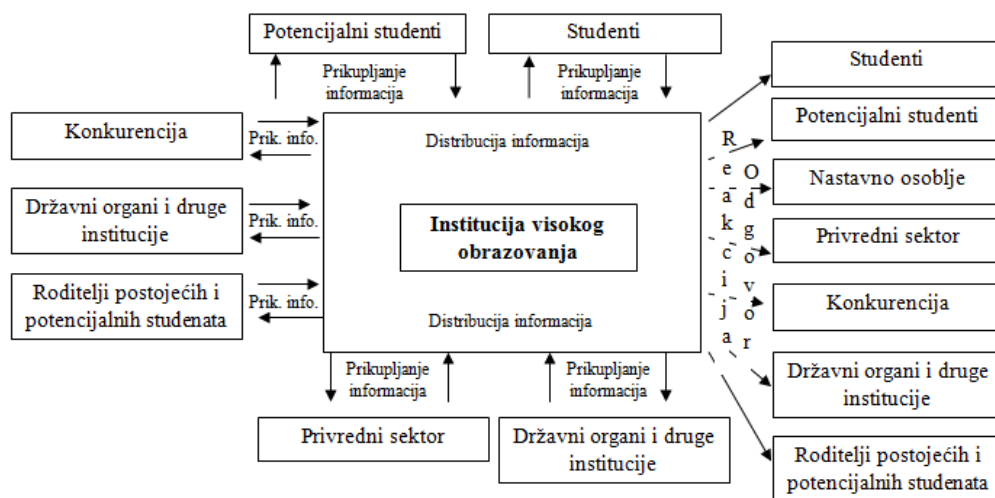 Potencijalni studenti
Studenti
Prikupljanje
informacija
Prikupljanje
informacija
Konkurencija
Prik. info.
Državni organi i druge
institucije
Prik. info.
Roditelji postojećih i
potencijalnih studenata
Prik. info.
Distribucija informacija
Institucija visokog
obrazovanja
Distribucija informacija
Prikupljanje
informacija
Prikupljanje
informacija
Privredni sektor
Državni organi i druge
institucije
Reakcija
Odgovor
Studenti
Potencijalni studenti
Nastavno osoblje
Privredni sektor
Konkurencija
Državni organi i druge
institucije
Roditelji postojećih i
potencijalnih studenata